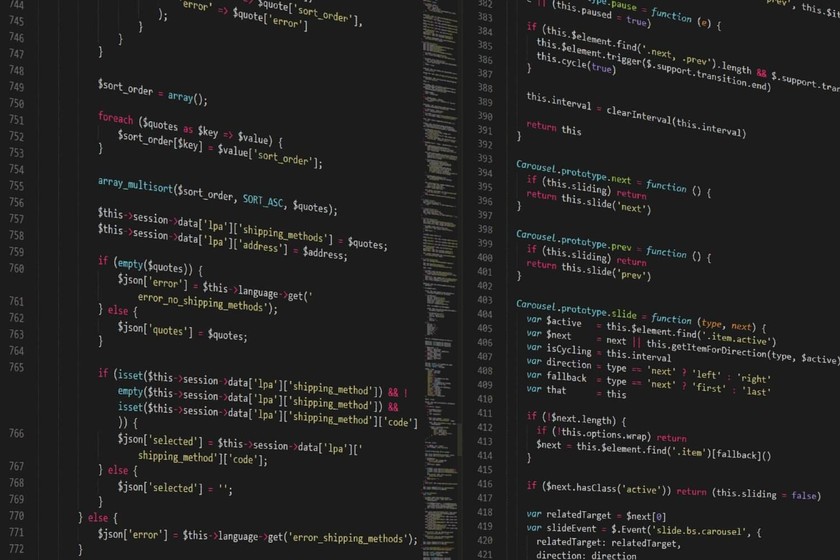 744
'error' => $quote['error']
745
);
746
}
747
}
748
749
$sort_order = array();
750
751
foreach ($quotes as $key => $value) {
752
$sort_order[$key] = $value['sort_order'];
753
}
754
755
array_multisort($sort_order, SORT_ASC, $quotes);
756
757
$this->session->data['lpa']['shipping_methods'] = $quotes;
758
$this->session->data['lpa']['address'] = $address;
759
760
if (empty($quotes)) {
$json['error'] = $this->language->get('
761
error_no_shipping_methods');
762
} else {
763
$json['quotes'] = $quotes;
764
}
765
if (isset($this->session->data['lpa']['shipping_method']) && !
empty($this->session->data['lpa']['shipping_method']) &&
isset($this->session->data['lpa']['shipping_method']['code']
766
)) {
$json['selected'] = $this->session->data['lpa']['
767
shipping_method']['code'];
768
} else {
769
$json['selected'] = '';
770
}
771
} else {
772
$json['error'] = $this->language->get('error_shipping_methods);
}
382
383
e || (this.paused = true)
384
385
if (this.$element.find('.next, .prev').length && $.support.tran
386
this.$element.trigger($.support.transition.end)
387
this.cycle(true)
388
}
389
390
this.interval = clearInterval(this.interval)
391
392
return this
393
}
394
Carousel.prototype.next = function () {
395
if (this.sliding) return
396
return this.slide('next')
397
}
398
399
Carousel.prototype.prev = function () {
400
if (this.sliding) return
401
return this.slide('prev')
402
}
403
404
Carousel.prototype.slide = function (type, next) {
405
var $active = this.$element.find('.item.active')
406
var $next = next || this.getItemForDirection(type, $active)
407
var isCycling = this.interval
408
var direction = type == 'next' ? 'left' : 'right'
409
var fallback = type == 'next' ? 'first' : 'last'
410
var that = this
411
412
if (!$next.length) {
413
if (!this.options.wrap) return
414
$next = this.$element.find('.item')[fallback]()
415
}
416
417
if ($next.hasClass('active')) return (this.sliding = false)
418
419
var relatedTarget = $next[0]
420
var slideEvent = $.Event('slide.bs.carousel', {
421
relatedTarget: relatedTarget,
direction: direction